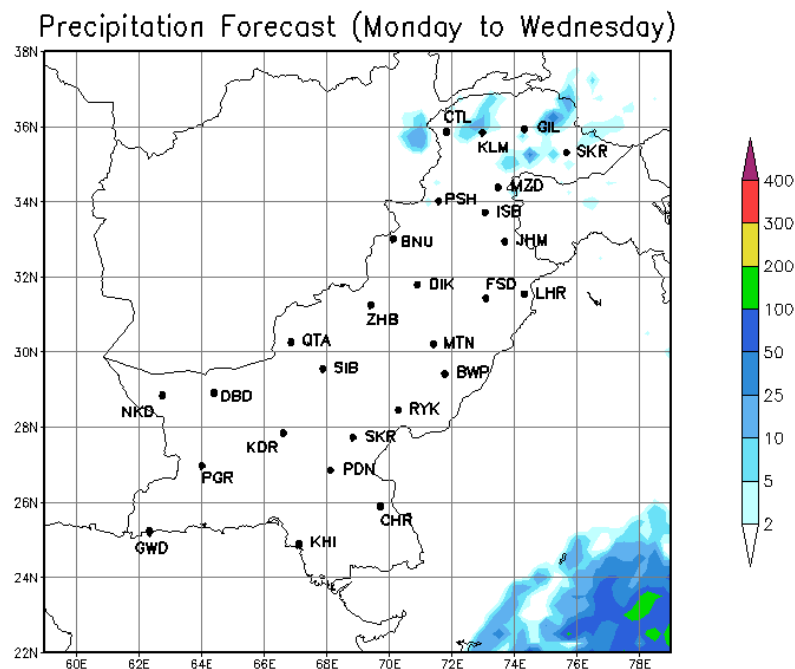 Precipitation Forecast (Monday to Wednesday)
38N
36N
34N
32N
30N
28N
26N
24N
22N
60E
62E
64E
66E
68E
70E
72E
74E
76E
78E
CTL
KLM
GIL
SKR
MZD
PSH
ISB
BNU
JHM
DIK
FSD
LHR
ZHB
QTA
MTN
SIB
BWP
NKD
DBD
RYK
KDR
SKR
PGR
PDN
CHR
GWD
KHI
400
300
200
100
50
25
10
5
2